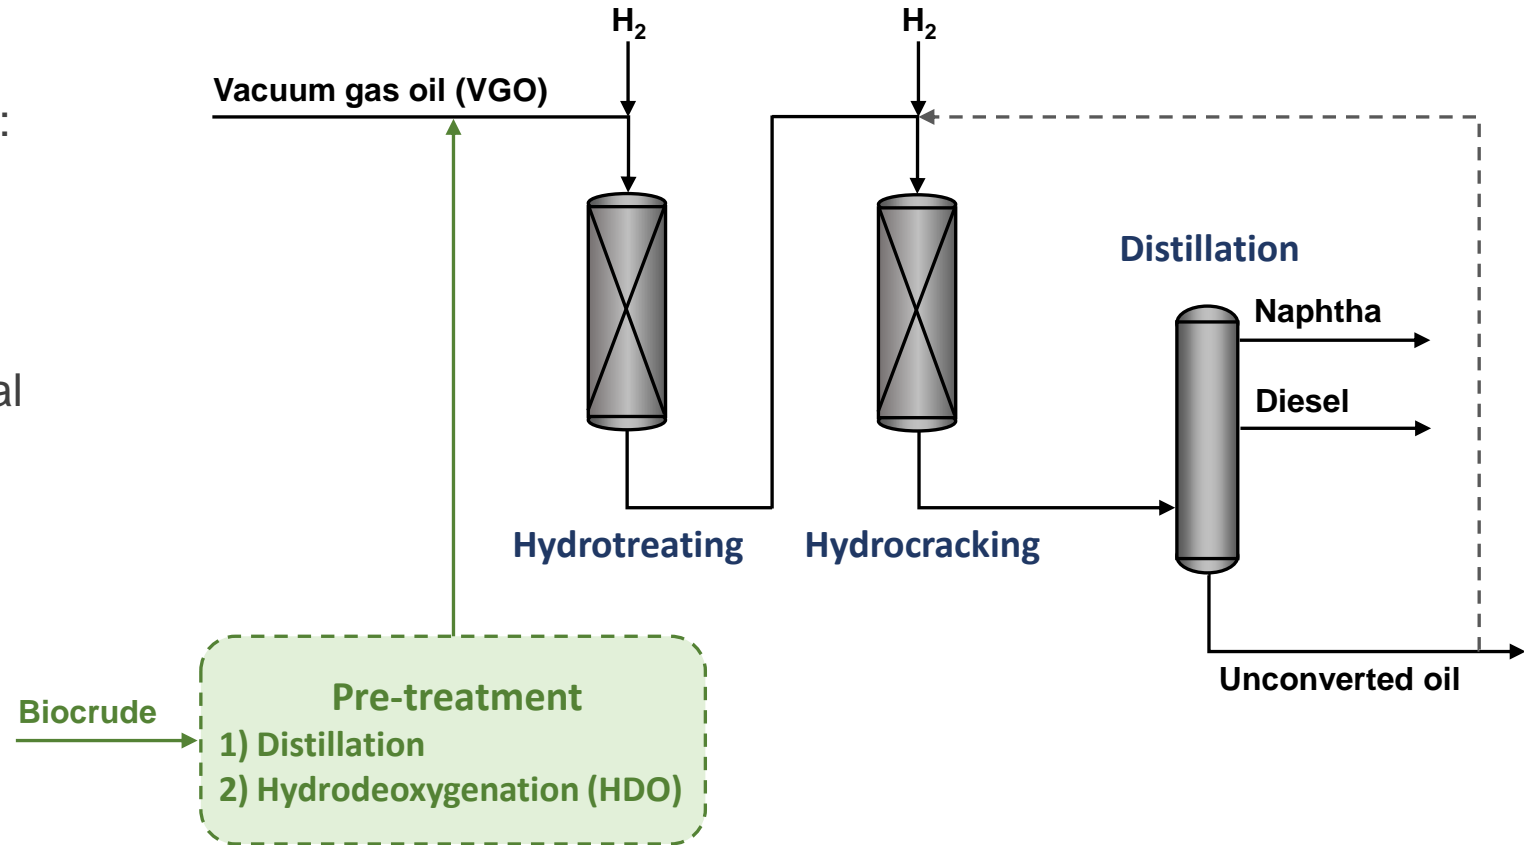 H₂
H₂
Vacuum gas oil (VGO)
:
Distillation
Naphtha
al
Diesel
Hydrotreating
Hydrocracking
Unconverted oil
Pre-treatment
Biocrude
1) Distillation
2) Hydrodeoxygenation (HDO)